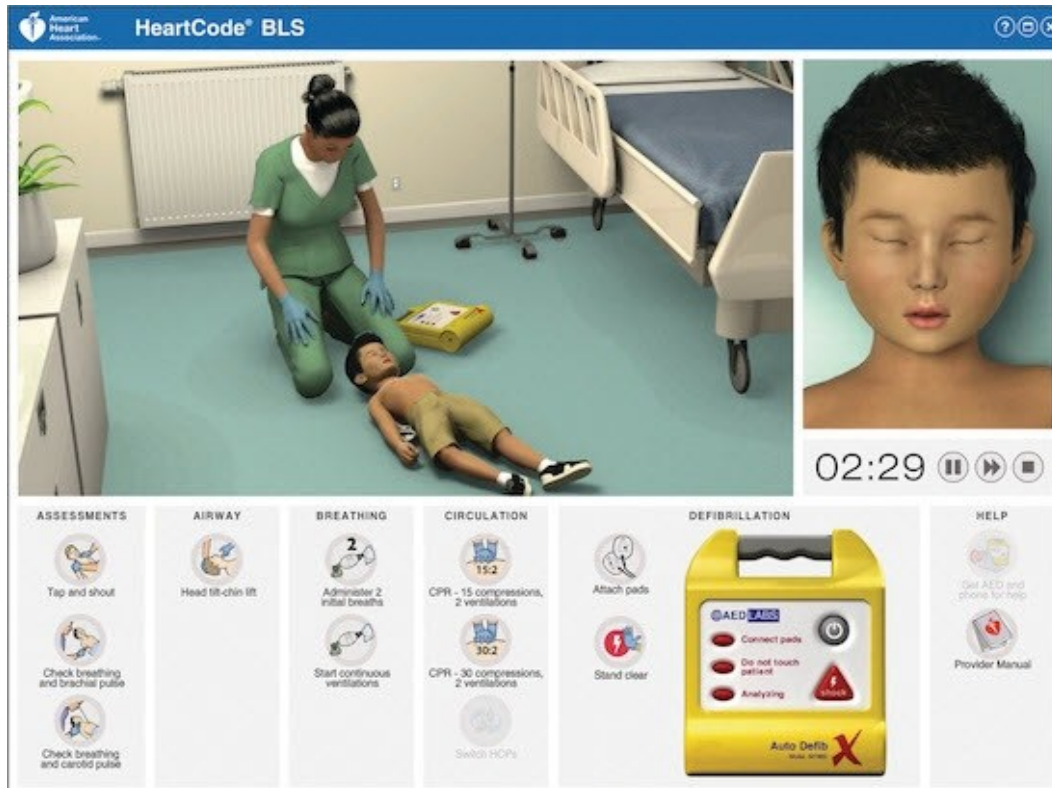 American
Heart
Association®
HeartCode® BLS
02:29
ASSESSMENTS
Tap and shout
Check breathing
and brachial pulse
Check breathing
and carotid pulse
AIRWAY
Head tilt-chin lift
BREATHING
2
Administer 2
initial breaths
Start continuous
ventilations
CIRCULATION
15:2
CPR - 15 compressions,
2 ventilations
30:2
CPR - 30 compressions,
2 ventilations
Switch HCPs
DEFIBRILLATION
Attach pads
Stand clear
@AED LABS
Connect pads
Do not touch
patient
Analyzing
shock
Auto Defib X
HELP
?
Get AED and
phone for help
Provider Manual